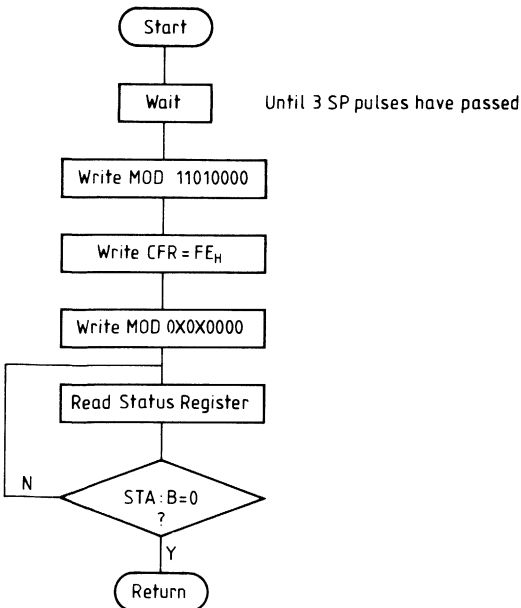 Start
Wait
Until 3 SP pulses have passed
Write MOD 11010000
Write CFR = FEH
Write MOD 0X0X0000
Read Status Register
N
STA:B=0
?
Y
Return